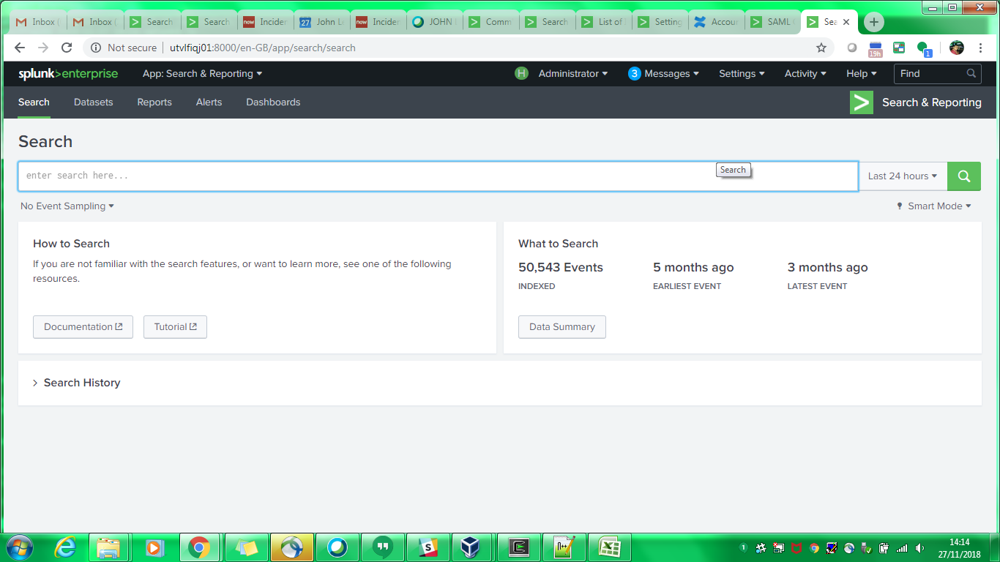 Inbox (
Inbox (
Search
Search
now Inciden
27 John Lo
now Inciden
JOHN
Comm
Search
List of
Setting
Accour
SAML
Sea
Not secure utvlfiqj01:8000/en-GB/app/search/search
19h
1
splunk>enterprise App: Search & Reporting H Administrator 3 Messages Settings Activity Help Find
Search Datasets Reports Alerts Dashboards > Search & Reporting
Search
enter search here... Search Last 24 hours
No Event Sampling Smart Mode
How to Search
If you are not familiar with the search features, or want to learn more, see one of the following
resources.
Documentation Tutorial
What to Search
50,543 Events 5 months ago 3 months ago
INDEXED EARLIEST EVENT LATEST EVENT
Data Summary
Search History
14:14
27/11/2018